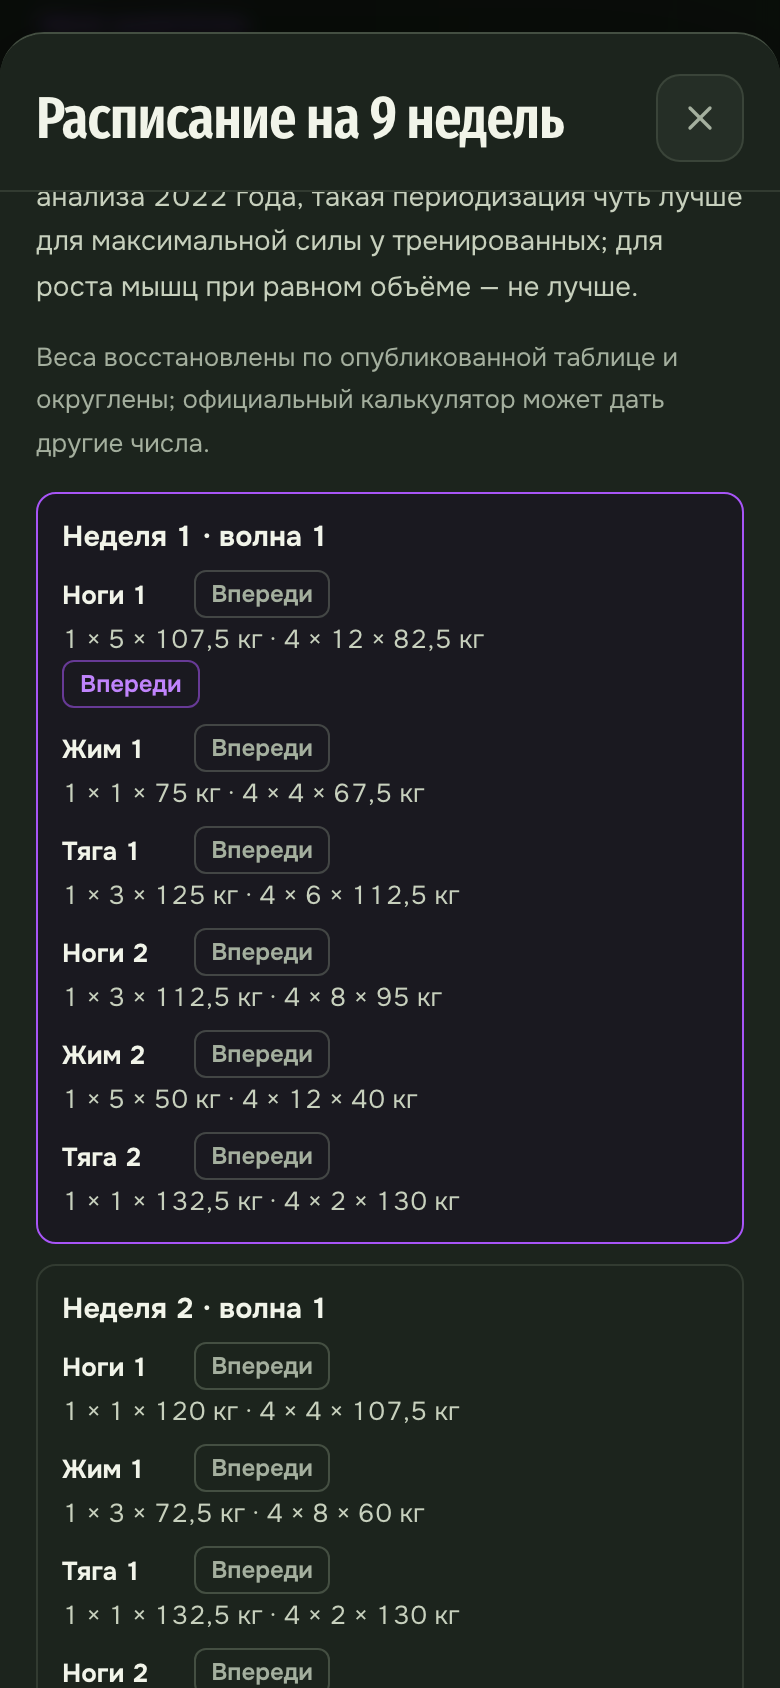 Расписание на 9 недель
анализа 2022 года, такая периодизация чуть лучше
для максимальной силы у тренированных; для
роста мышц при равном объёме — не лучше.
Веса восстановлены по опубликованной таблице и
округлены; официальный калькулятор может дать
другие числа.
Неделя 1 · волна 1
Ноги 1 Впереди
1 × 5 × 107,5 кг · 4 × 12 × 82,5 кг
Впереди
Жим 1 Впереди
1 × 1 × 75 кг · 4 × 4 × 67,5 кг
Тяга 1 Впереди
1 × 3 × 125 кг · 4 × 6 × 112,5 кг
Ноги 2 Впереди
1 × 3 × 112,5 кг · 4 × 8 × 95 кг
Жим 2 Впереди
1 × 5 × 50 кг · 4 × 12 × 40 кг
Тяга 2 Впереди
1 × 1 × 132,5 кг · 4 × 2 × 130 кг
Неделя 2 · волна 1
Ноги 1 Впереди
1 × 1 × 120 кг · 4 × 4 × 107,5 кг
Жим 1 Впереди
1 × 3 × 72,5 кг · 4 × 8 × 60 кг
Тяга 1 Впереди
1 × 1 × 132,5 кг · 4 × 2 × 130 кг
Ноги 2 Впереди